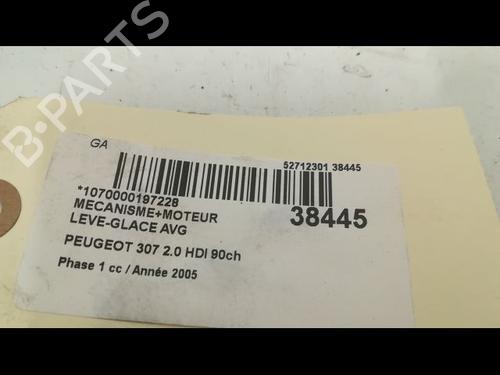 B-PARTS
GA
52712301 38445
*1070000197228
MECANISME+MOTEUR
LEVE-GLACE AVG
38445
PEUGEOT 307 2.0 HDI 90ch
Phase 1 cc / Année 2005